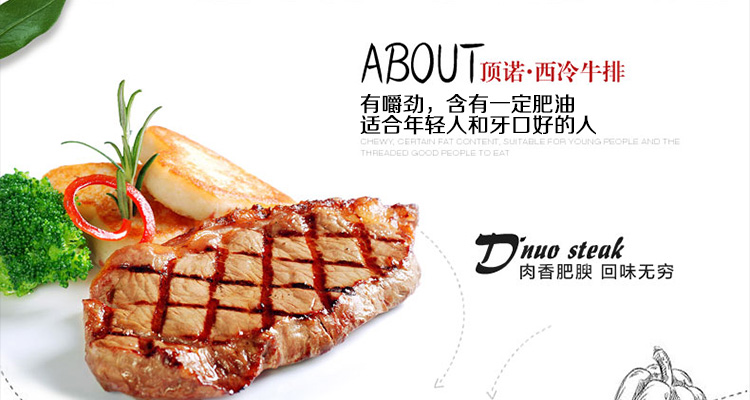 ABOUT顶诺·西冷牛排
有嚼劲，含有一定肥油
适合年轻人和牙口好的人
CHEWY, CERTAIN FAT CONTENT, SUITABLE FOR YOUNG PEOPLE AND THE
THREADED GOOD PEOPLE TO EAT
D'nuo steak
肉香肥腴 回味无穷